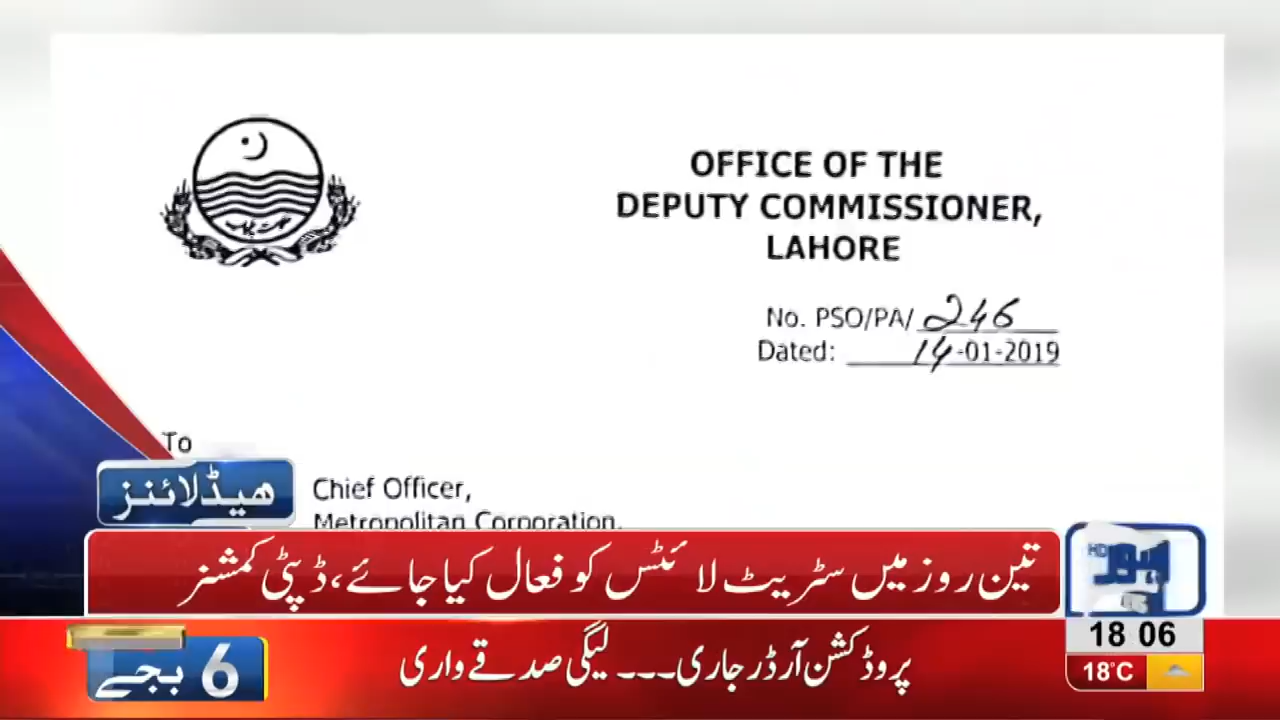 OFFICE OF THE
DEPUTY COMMISSIONER,
LAHORE
No. PSO/PA/ 246
Dated: 14-01-2019
To
Chief Officer,
Metropolitan Corporation,
ھیڈلائنز
تین روز میں سٹریٹ لائٹس کو فعال کیا جائے، ڈپٹی کمشنر
HD
18 06
18°C
6 بجے
پروڈکشن آرڈر جاری۔۔۔ لیگی صدقے واری